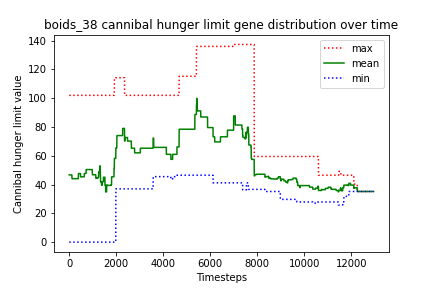 boids_38 cannibal hunger limit gene distribution over time
Cannibal hunger limit value
140
120
100
80
60
40
20
0
max
mean
min
0 2000 4000 6000 8000 10000 12000
Timesteps